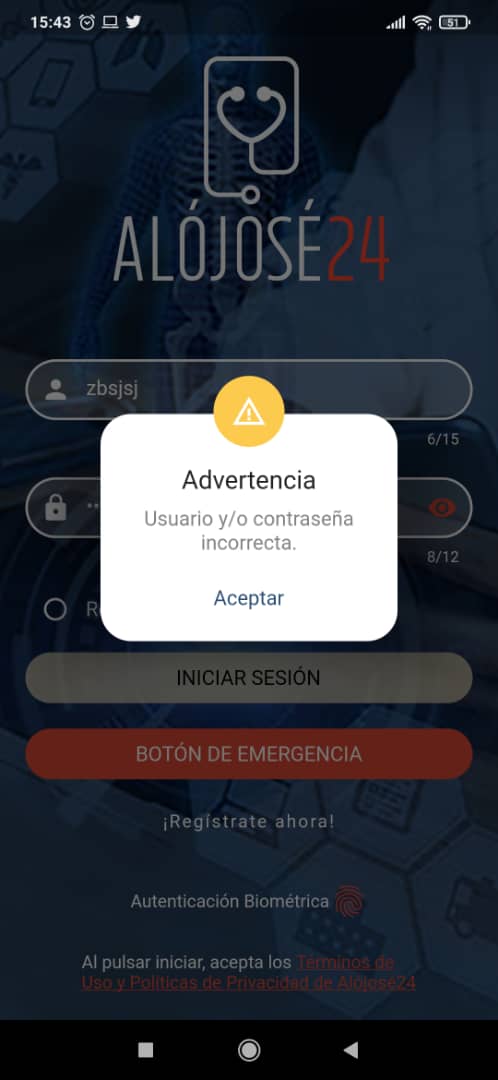 15:43
51
ALÓJOSÉ24
zbsjsj
6/15
Advertencia
Usuario y/o contraseña
incorrecta.
Aceptar
8/12
INICIAR SESIÓN
BOTÓN DE EMERGENCIA
¡Regístrate ahora!
Autenticación Biométrica
Al pulsar iniciar, acepta los Términos de
Uso y Políticas de Privacidad de Alójosé24